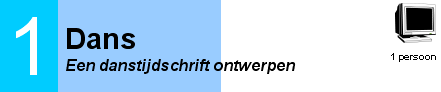 1
Dans
Een danstijdschrift ontwerpen
1 persoon